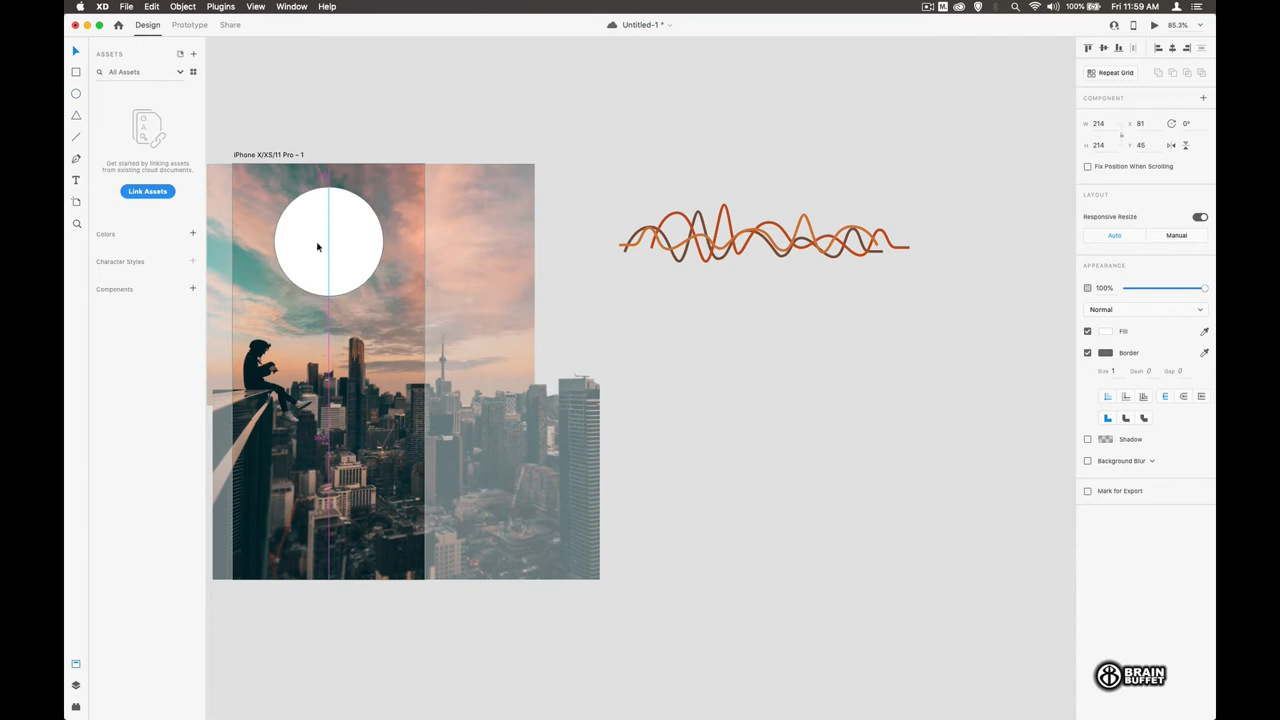 XD File Edit Object Plugins View Window Help 100% Fri 11:59 AM
Design Prototype Share Untitled-1 * 85.3%
ASSETS
All Assets
Get started by linking assets
from existing cloud documents.
Link Assets
Colors
Character Styles
Components
iPhone X/XS/11 Pro – 1
Repeat Grid
COMPONENT
W 214 X 81 0°
H 214 Y 45
Fix Position When Scrolling
LAYOUT
Responsive Resize
Auto Manual
APPEARANCE
100%
Normal
Fill
Border
Size 1 Dash 0 Gap 0
Shadow
Background Blur
Mark for Export
BRAIN
BUFFET